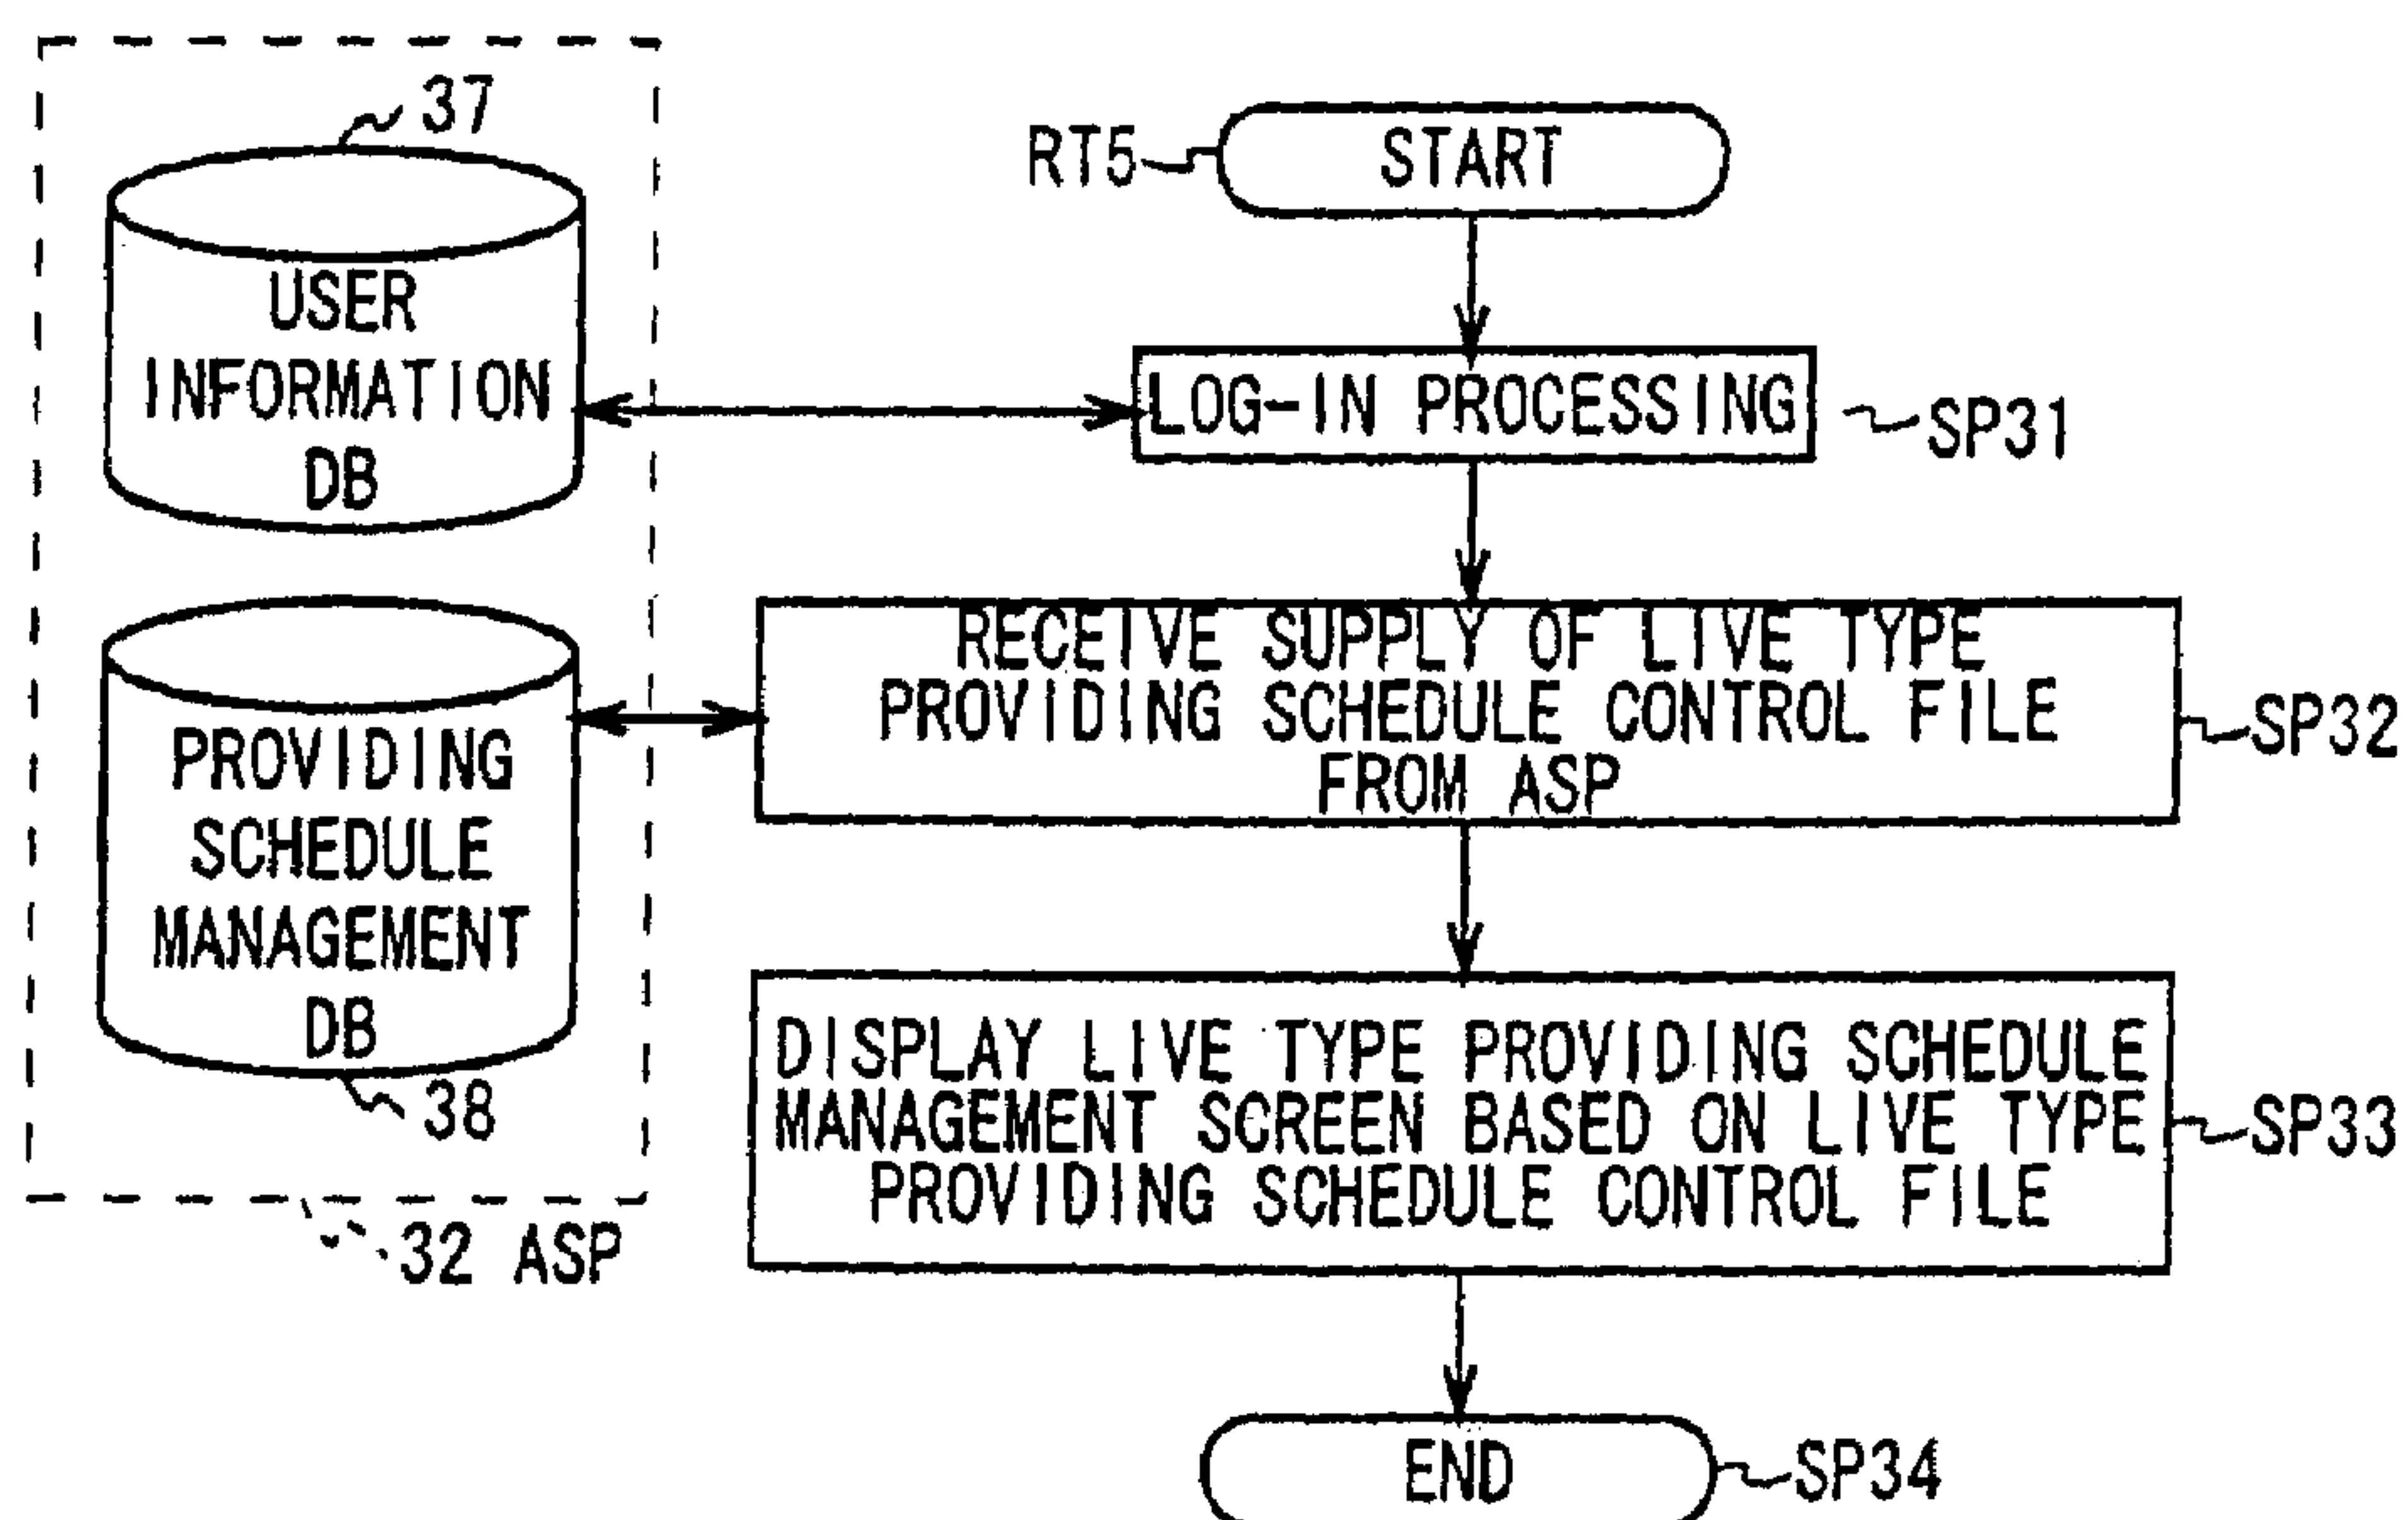 37
USER
INFORMATION
DB
PROVIDING
SCHEDULE
MANAGEMENT
DB
38
32 ASP
RT5
START
LOG-IN PROCESSING
SP31
RECEIVE SUPPLY OF LIVE TYPE
PROVIDING SCHEDULE CONTROL FILE
FROM ASP
SP32
DISPLAY LIVE TYPE PROVIDING SCHEDULE
MANAGEMENT SCREEN BASED ON LIVE TYPE
PROVIDING SCHEDULE CONTROL FILE
SP33
END
SP34